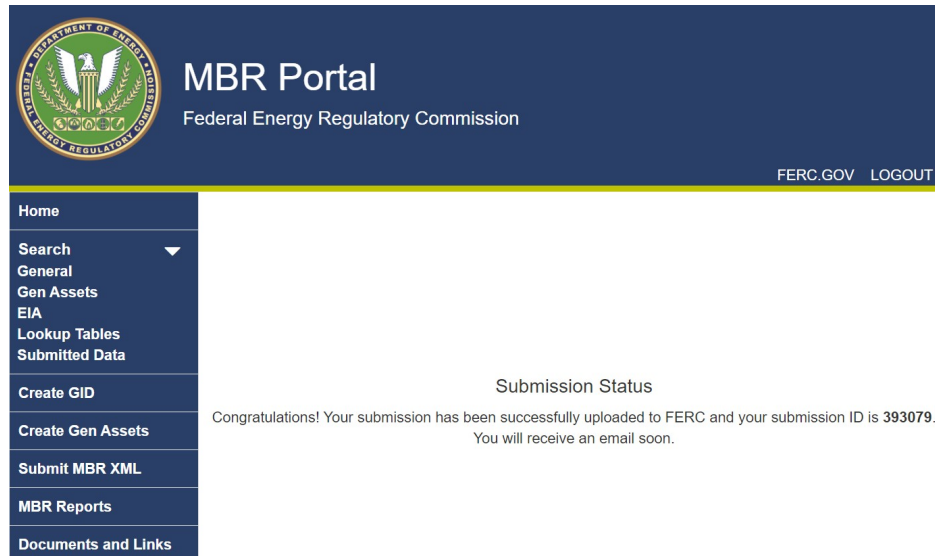 DEPARTMENT OF ENERGY
FEDERAL ENERGY REGULATORY COMMISSION
MBR Portal
Federal Energy Regulatory Commission
FERC.GOV LOGOUT
Home
Search
General
Gen Assets
EIA
Lookup Tables
Submitted Data
Create GID
Create Gen Assets
Submit MBR XML
MBR Reports
Documents and Links
Submission Status
Congratulations! Your submission has been successfully uploaded to FERC and your submission ID is 393079.
You will receive an email soon.